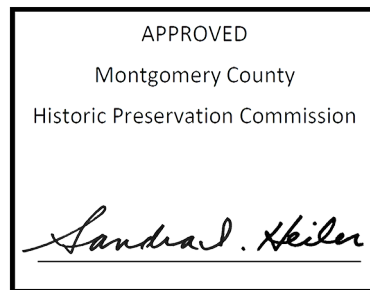 APPROVED
Montgomery County
Historic Preservation Commission
Sandra I. Heiler